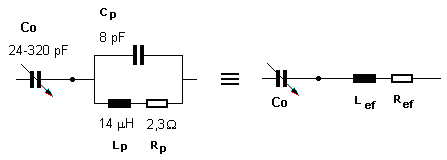 Cp
Co
8 pF
24-320 pF
Co
Lef
Ref
14 µH
2,3Ω
Lp
Rp